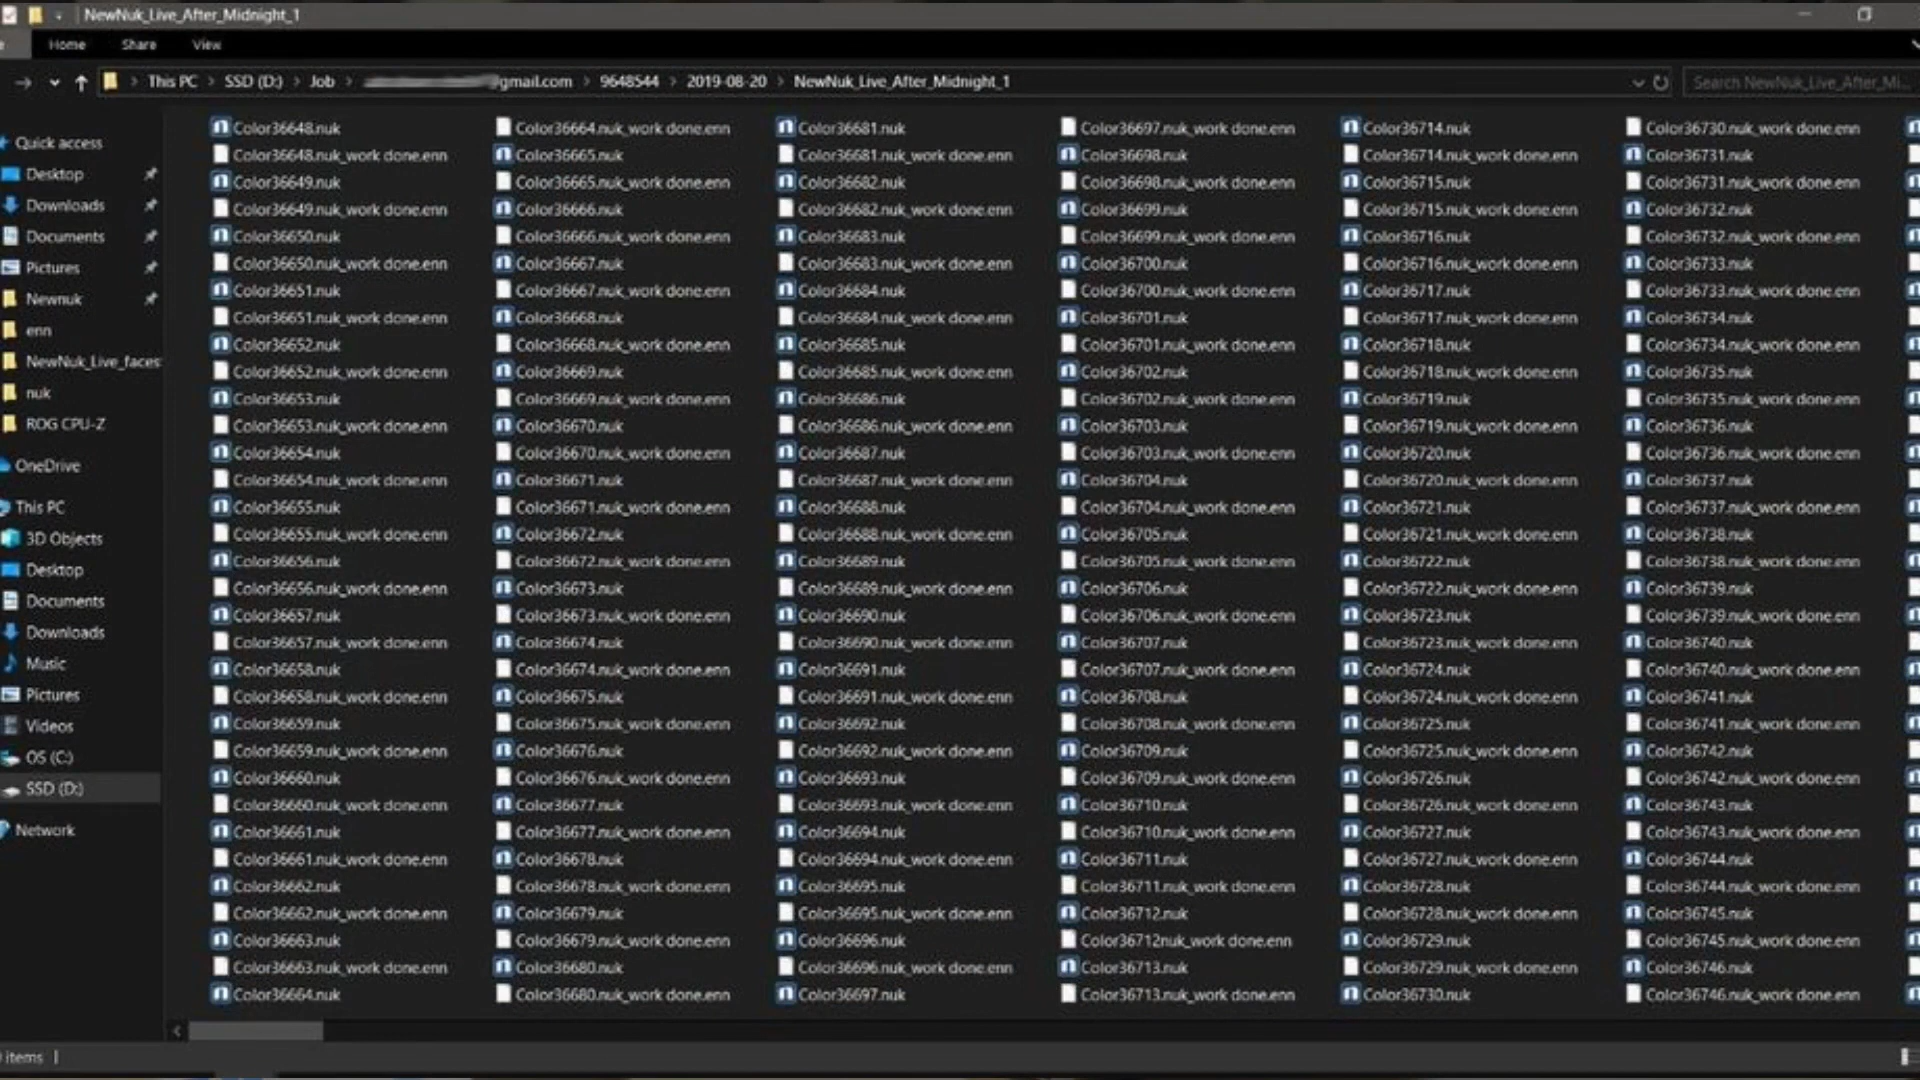 NewNuk_Live_After_Midnight_1
Home Share View
This PC > SSD (D:) > Job > gmail.com > 9648544 > 2019-08-20 > NewNuk_Live_After_Midnight_1
Search NewNuk_Live_After_Mi...
Quick access
Desktop
Downloads
Documents
Pictures
Newnuk
enn
NewNuk_Live_faces
nuk
ROG CPU-Z
OneDrive
This PC
3D Objects
Desktop
Documents
Downloads
Music
Pictures
Videos
OS (C:)
SSD (D:)
Network
Color36648.nuk
Color36648.nuk_work done.enn
Color36649.nuk
Color36649.nuk_work done.enn
Color36650.nuk
Color36650.nuk_work done.enn
Color36651.nuk
Color36651.nuk_work done.enn
Color36652.nuk
Color36652.nuk_work done.enn
Color36653.nuk
Color36653.nuk_work done.enn
Color36654.nuk
Color36654.nuk_work done.enn
Color36655.nuk
Color36655.nuk_work done.enn
Color36656.nuk
Color36656.nuk_work done.enn
Color36657.nuk
Color36657.nuk_work done.enn
Color36658.nuk
Color36658.nuk_work done.enn
Color36659.nuk
Color36659.nuk_work done.enn
Color36660.nuk
Color36660.nuk_work done.enn
Color36661.nuk
Color36661.nuk_work done.enn
Color36662.nuk
Color36662.nuk_work done.enn
Color36663.nuk
Color36663.nuk_work done.enn
Color36664.nuk
Color36664.nuk_work done.enn
Color36665.nuk
Color36665.nuk_work done.enn
Color36666.nuk
Color36666.nuk_work done.enn
Color36667.nuk
Color36667.nuk_work done.enn
Color36668.nuk
Color36668.nuk_work done.enn
Color36669.nuk
Color36669.nuk_work done.enn
Color36670.nuk
Color36670.nuk_work done.enn
Color36671.nuk
Color36671.nuk_work done.enn
Color36672.nuk
Color36672.nuk_work done.enn
Color36673.nuk
Color36673.nuk_work done.enn
Color36674.nuk
Color36674.nuk_work done.enn
Color36675.nuk
Color36675.nuk_work done.enn
Color36676.nuk
Color36676.nuk_work done.enn
Color36677.nuk
Color36677.nuk_work done.enn
Color36678.nuk
Color36678.nuk_work done.enn
Color36679.nuk
Color36679.nuk_work done.enn
Color36680.nuk
Color36680.nuk_work done.enn
Color36681.nuk
Color36681.nuk_work done.enn
Color36682.nuk
Color36682.nuk_work done.enn
Color36683.nuk
Color36683.nuk_work done.enn
Color36684.nuk
Color36684.nuk_work done.enn
Color36685.nuk
Color36685.nuk_work done.enn
Color36686.nuk
Color36686.nuk_work done.enn
Color36687.nuk
Color36687.nuk_work done.enn
Color36688.nuk
Color36688.nuk_work done.enn
Color36689.nuk
Color36689.nuk_work done.enn
Color36690.nuk
Color36690.nuk_work done.enn
Color36691.nuk
Color36691.nuk_work done.enn
Color36692.nuk
Color36692.nuk_work done.enn
Color36693.nuk
Color36693.nuk_work done.enn
Color36694.nuk
Color36694.nuk_work done.enn
Color36695.nuk
Color36695.nuk_work done.enn
Color36696.nuk
Color36696.nuk_work done.enn
Color36697.nuk
Color36697.nuk_work done.enn
Color36698.nuk
Color36698.nuk_work done.enn
Color36699.nuk
Color36699.nuk_work done.enn
Color36700.nuk
Color36700.nuk_work done.enn
Color36701.nuk
Color36701.nuk_work done.enn
Color36702.nuk
Color36702.nuk_work done.enn
Color36703.nuk
Color36703.nuk_work done.enn
Color36704.nuk
Color36704.nuk_work done.enn
Color36705.nuk
Color36705.nuk_work done.enn
Color36706.nuk
Color36706.nuk_work done.enn
Color36707.nuk
Color36707.nuk_work done.enn
Color36708.nuk
Color36708.nuk_work done.enn
Color36709.nuk
Color36709.nuk_work done.enn
Color36710.nuk
Color36710.nuk_work done.enn
Color36711.nuk
Color36711.nuk_work done.enn
Color36712.nuk
Color36712nuk_work done.enn
Color36713.nuk
Color36713.nuk_work done.enn
Color36714.nuk
Color36714.nuk_work done.enn
Color36715.nuk
Color36715.nuk_work done.enn
Color36716.nuk
Color36716.nuk_work done.enn
Color36717.nuk
Color36717.nuk_work done.enn
Color36718.nuk
Color36718.nuk_work done.enn
Color36719.nuk
Color36719.nuk_work done.enn
Color36720.nuk
Color36720.nuk_work done.enn
Color36721.nuk
Color36721.nuk_work done.enn
Color36722.nuk
Color36722.nuk_work done.enn
Color36723.nuk
Color36723.nuk_work done.enn
Color36724.nuk
Color36724.nuk_work done.enn
Color36725.nuk
Color36725.nuk_work done.enn
Color36726.nuk
Color36726.nuk_work done.enn
Color36727.nuk
Color36727.nuk_work done.enn
Color36728.nuk
Color36728.nuk_work done.enn
Color36729.nuk
Color36729.nuk_work done.enn
Color36730.nuk
Color36730.nuk_work done.enn
Color36731.nuk
Color36731.nuk_work done.enn
Color36732.nuk
Color36732.nuk_work done.enn
Color36733.nuk
Color36733.nuk_work done.enn
Color36734.nuk
Color36734.nuk_work done.enn
Color36735.nuk
Color36735.nuk_work done.enn
Color36736.nuk
Color36736.nuk_work done.enn
Color36737.nuk
Color36737.nuk_work done.enn
Color36738.nuk
Color36738.nuk_work done.enn
Color36739.nuk
Color36739.nuk_work done.enn
Color36740.nuk
Color36740.nuk_work done.enn
Color36741.nuk
Color36741.nuk_work done.enn
Color36742.nuk
Color36742.nuk_work done.enn
Color36743.nuk
Color36743.nuk_work done.enn
Color36744.nuk
Color36744.nuk_work done.enn
Color36745.nuk
Color36745.nuk_work done.enn
Color36746.nuk
Color36746.nuk_work done.enn
items